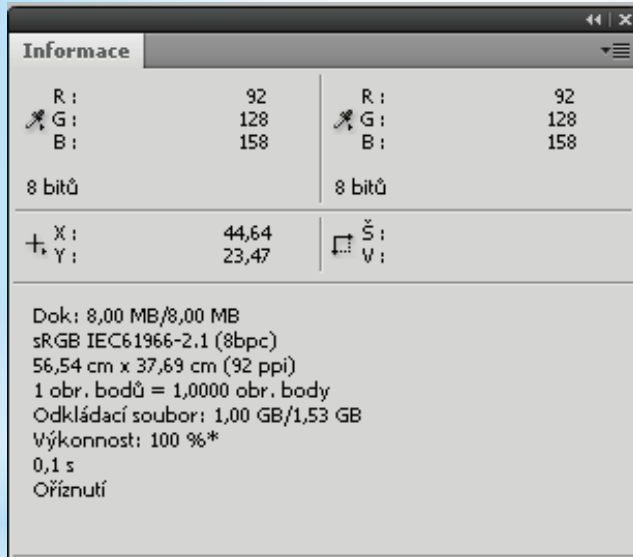 Informace
R: 92 R: 92
G: 128 G: 128
B: 158 B: 158
8 bitů 8 bitů
X: 44,64 Š:
Y: 23,47 V:
Dok: 8,00 MB/8,00 MB
sRGB IEC61966-2.1 (8bpc)
56,54 cm x 37,69 cm (92 ppi)
1 obr. bodů = 1,0000 obr. body
Odkládací soubor: 1,00 GB/1,53 GB
Výkonnost: 100 %*
0,1 s
Oříznutí